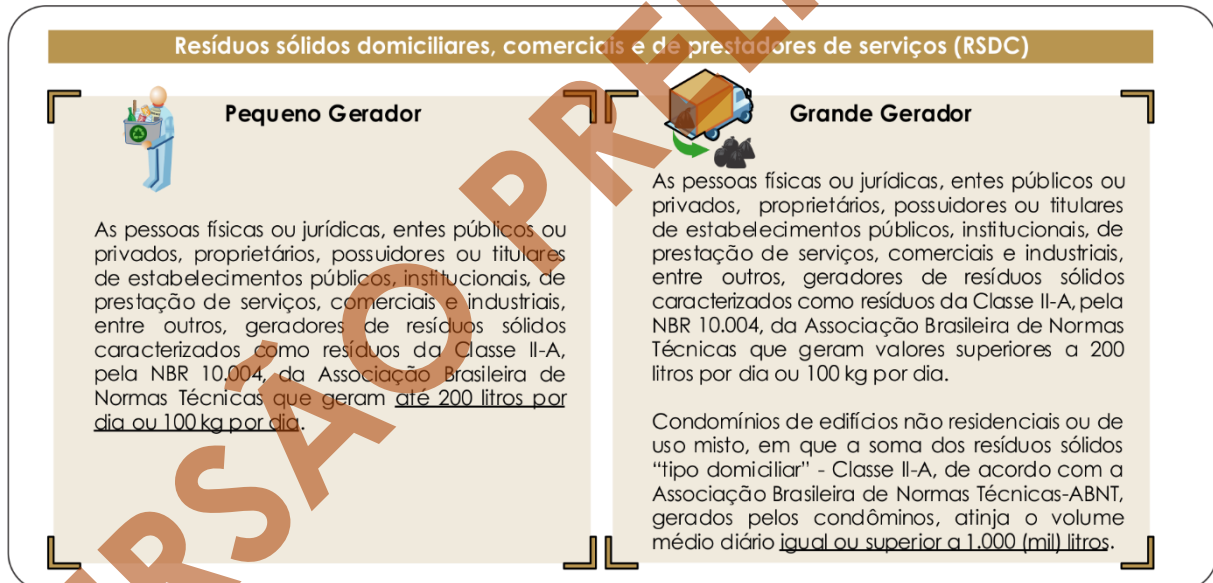 Resíduos sólidos domiciliares, comerciais e de prestadores de serviços (RSDC)
Pequeno Gerador
As pessoas físicas ou jurídicas, entes públicos ou
privados, proprietários, possuidores ou titulares
de estabelecimentos públicos, institucionais, de
prestação de serviços, comerciais e industriais,
entre outros, geradores de resíduos sólidos
caracterizados como resíduos da Classe II-A,
pela NBR 10.004, da Associação Brasileira de
Normas Técnicas que geram até 200 litros por
dia ou 100 kg por dia.
Grande Gerador
As pessoas físicas ou jurídicas, entes públicos ou
privados, proprietários, possuidores ou titulares
de estabelecimentos públicos, institucionais, de
prestação de serviços, comerciais e industriais,
entre outros, geradores de resíduos sólidos
caracterizados como resíduos da Classe II-A, pela
NBR 10.004, da Associação Brasileira de Normas
Técnicas que geram valores superiores a 200
litros por dia ou 100 kg por dia.
Condomínios de edifícios não residenciais ou de
uso misto, em que a soma dos resíduos sólidos
“tipo domiciliar” - Classe II-A, de acordo com a
Associação Brasileira de Normas Técnicas-ABNT,
gerados pelos condôminos, atinja o volume
médio diário igual ou superior a 1.000 (mil) litros.
ERSÃO PREL